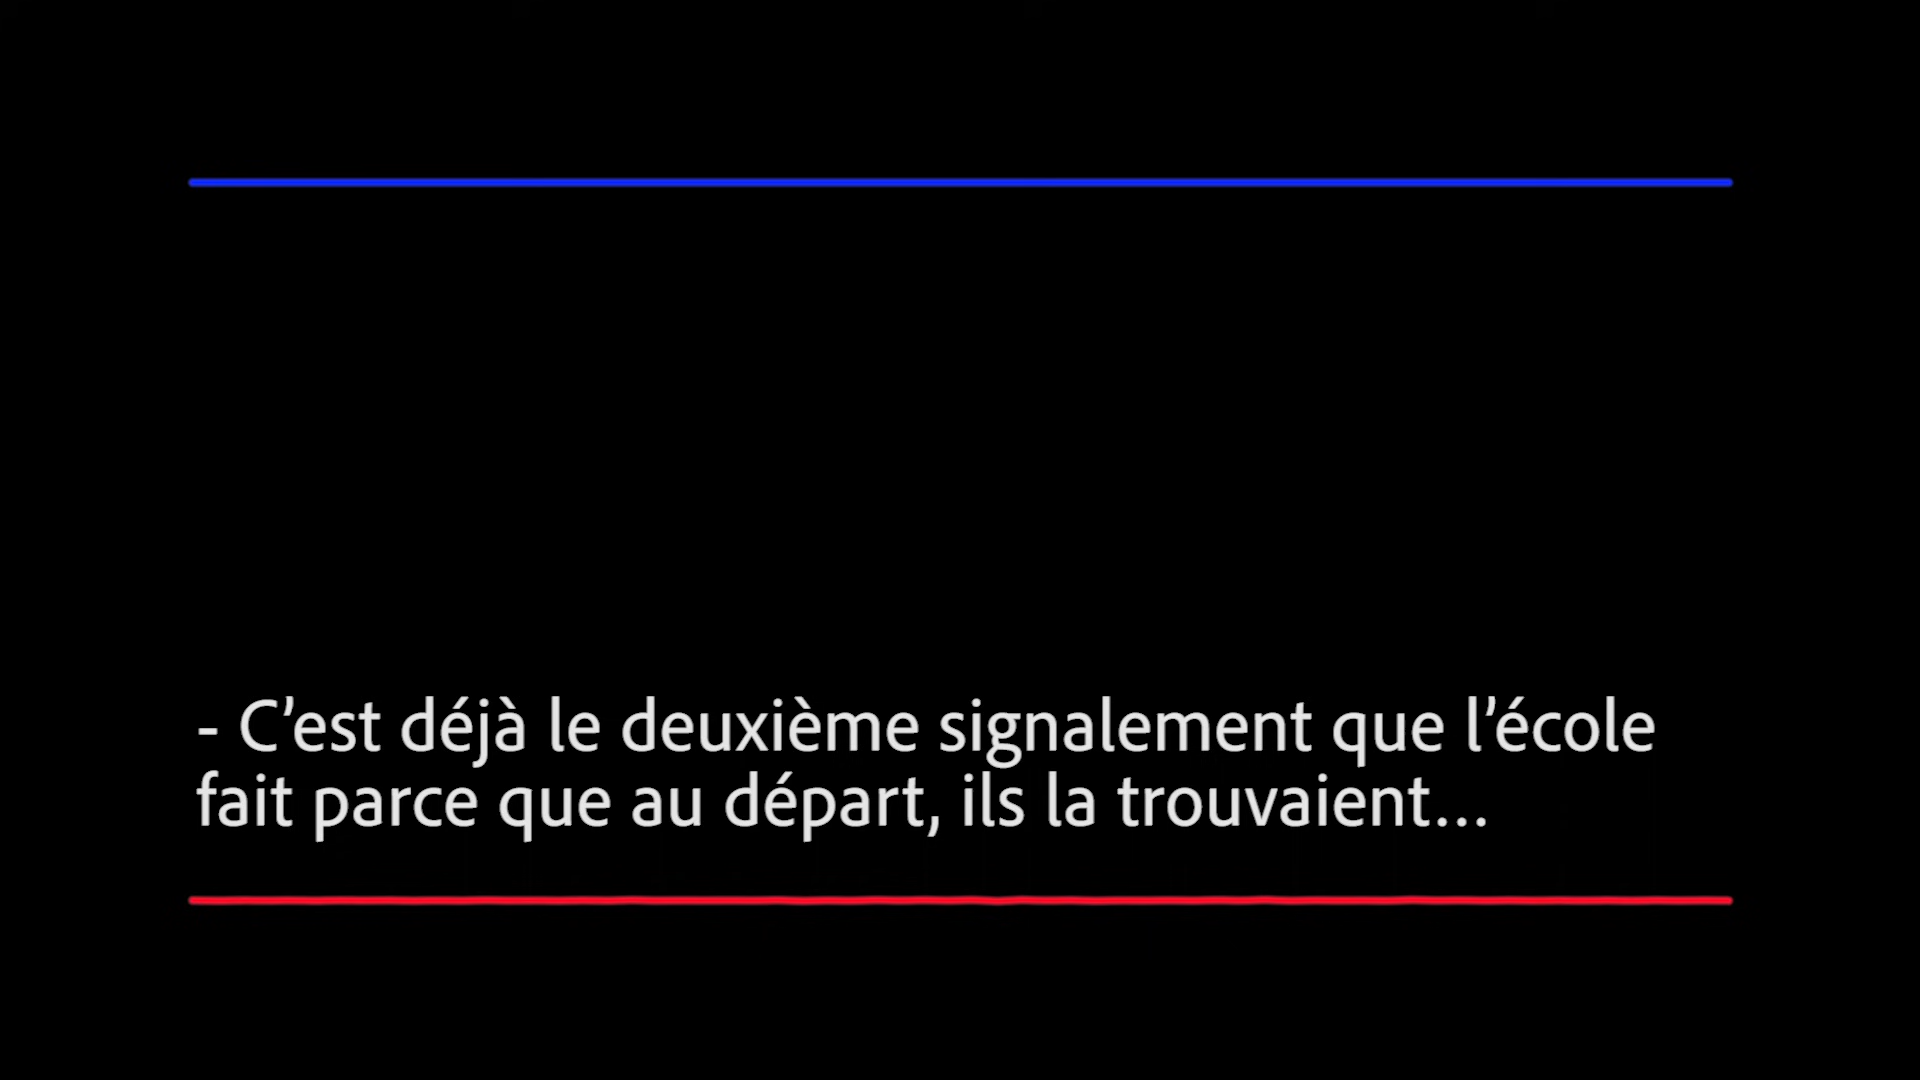 - C’est déjà le deuxième signalement que l’école
fait parce que au départ, ils la trouvaient...